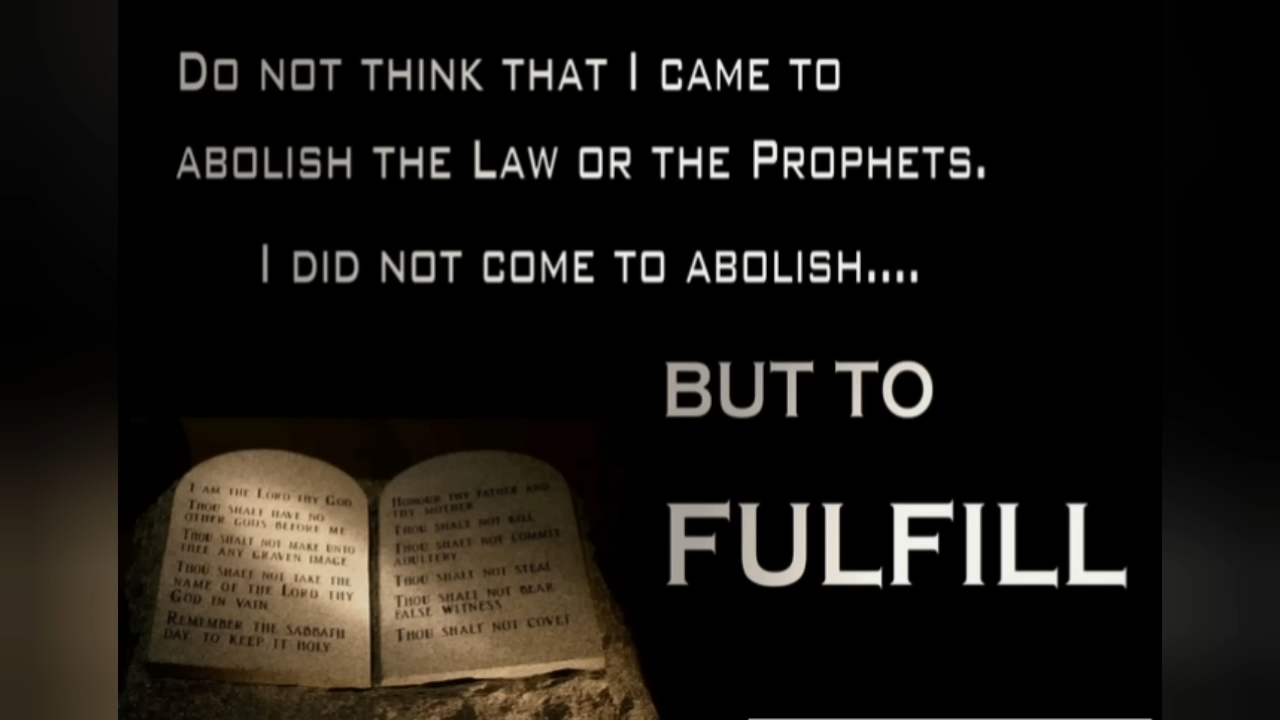 Do not think that I came to
abolish the Law or the Prophets.
I did not come to abolish....
but to
fulfill
I am the Lord thy God
Thou shalt have no
other gods before me
Thou shalt not make unto
thee any graven image
Thou shalt not take the
name of the Lord thy
God in vain
Remember the Sabbath
day, to keep it holy
Honour thy father and
thy mother
Thou shalt not kill
Thou shalt not commit
adultery
Thou shalt not steal
Thou shalt not bear
false witness
Thou shalt not covet